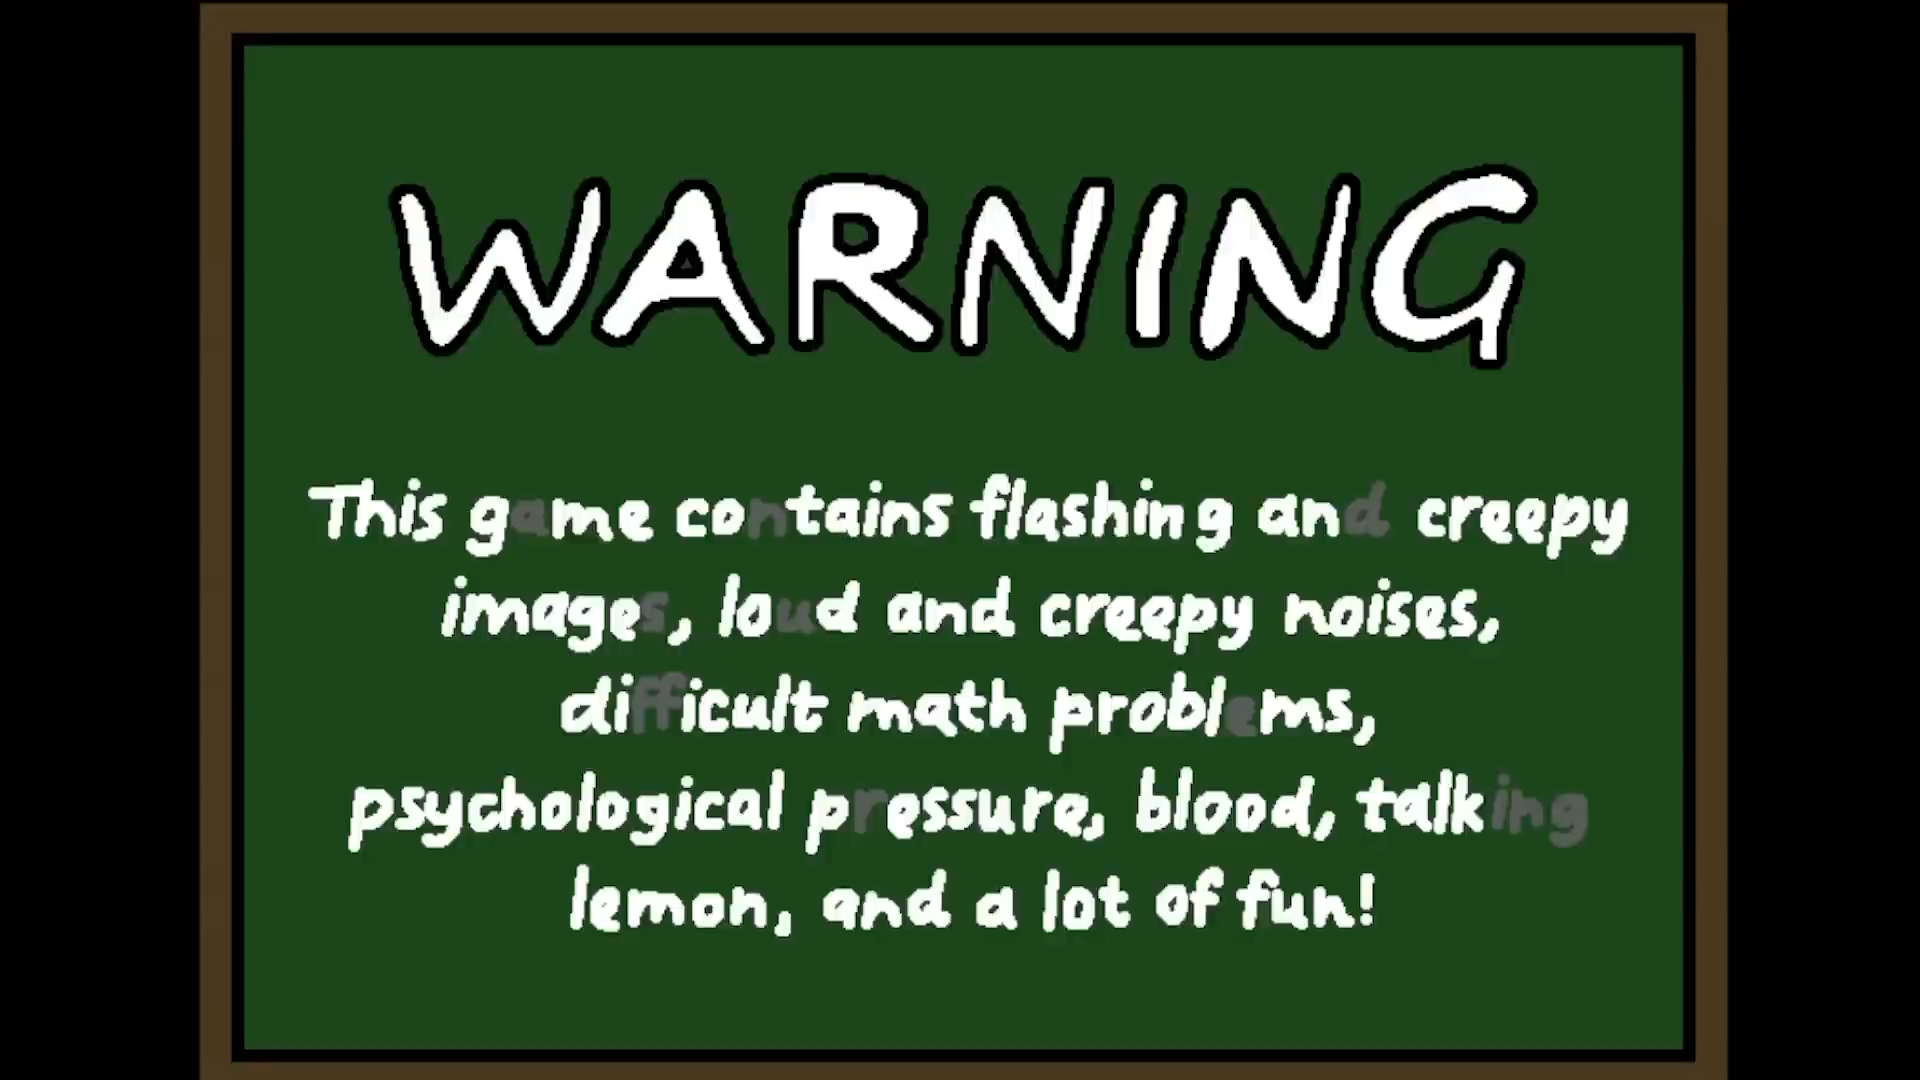 WARNING
This game contains flashing and creepy
images, loud and creepy noises,
difficult math problems,
psychological pressure, blood, talking
lemon, and a lot of fun!